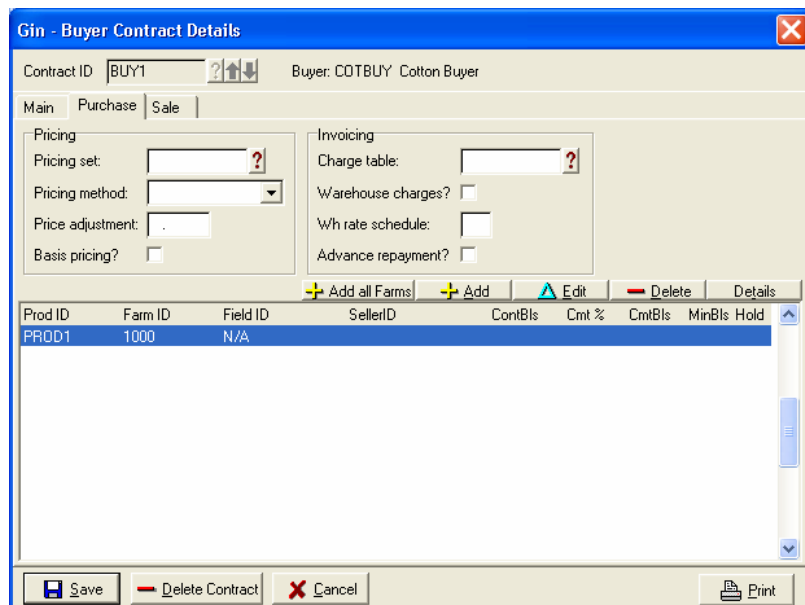 Gin - Buyer Contract Details
Contract ID BUY1 ? Buyer: COTBUY Cotton Buyer
Main Purchase Sale
Pricing Invoicing
Pricing set: ? Charge table: ?
Pricing method: Warehouse charges?
Price adjustment: . Wh rate schedule:
Basis pricing? Advance repayment?
Add all Farms Add Edit Delete Details
Prod ID Farm ID Field ID SellerID ContBls Cmt % CmtBls MinBls Hold
PROD1 1000 N/A
Save Delete Contract Cancel Print